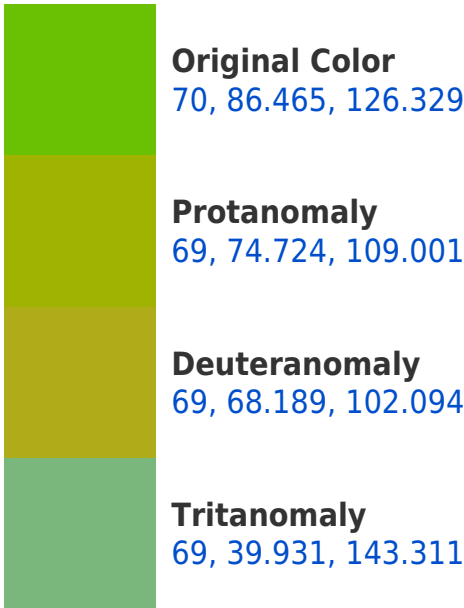 Original Color
70, 86.465, 126.329
Protanomaly
69, 74.724, 109.001
Deuteranomaly
69, 68.189, 102.094
Tritanomaly
69, 39.931, 143.311